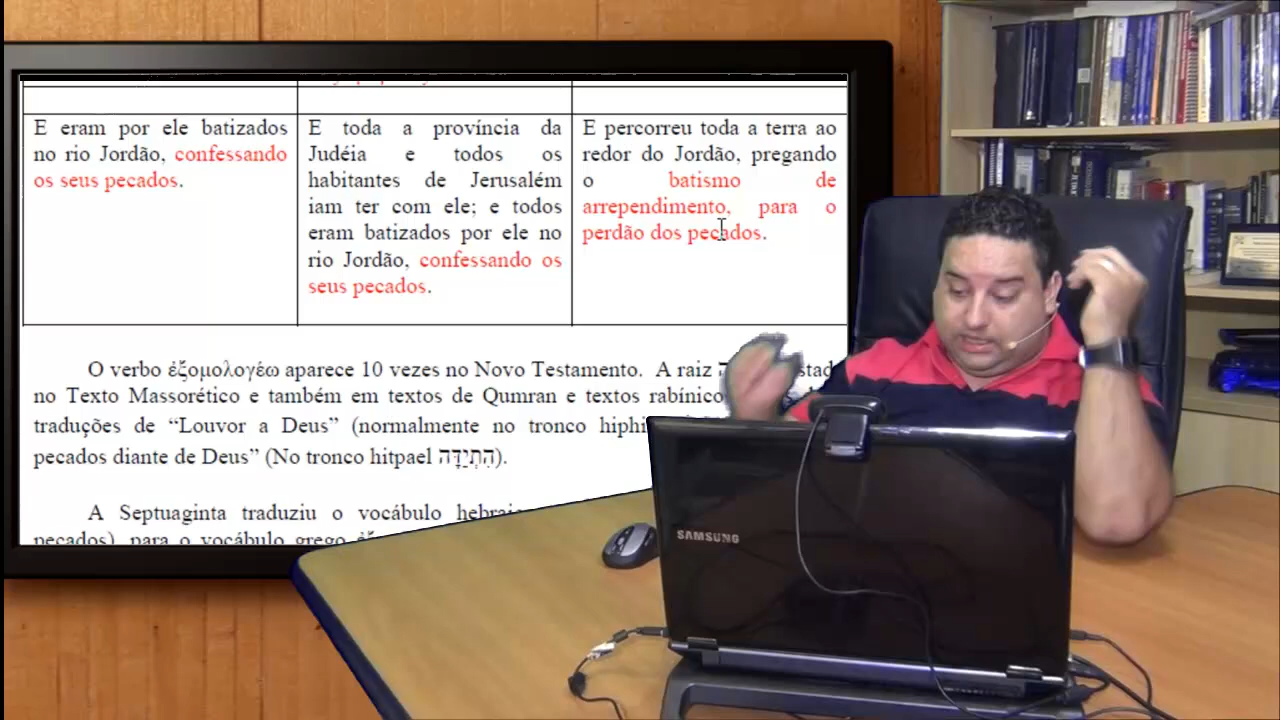 E eram por ele batizados
no rio Jordão, confessando
os seus pecados.
E toda a província da
Judéia e todos os
habitantes de Jerusalém
iam ter com ele; e todos
eram batizados por ele no
rio Jordão, confessando os
seus pecados.
E percorreu toda a terra ao
redor do Jordão, pregando
o batismo de
arrependimento, para o
perdão dos pecados.
O verbo ἐξομολογέω aparece 10 vezes no Novo Testamento. A raiz
no Texto Massorético e também em textos de Qumran e textos
traduções de “Louvor a Deus” (normalmente no tronco
pecados diante de Deus” (No tronco hitpael הִתְיַדָּה).
A Septuaginta traduziu o vocábulo
pecados), para o vocábulo grego
SAMSUNG